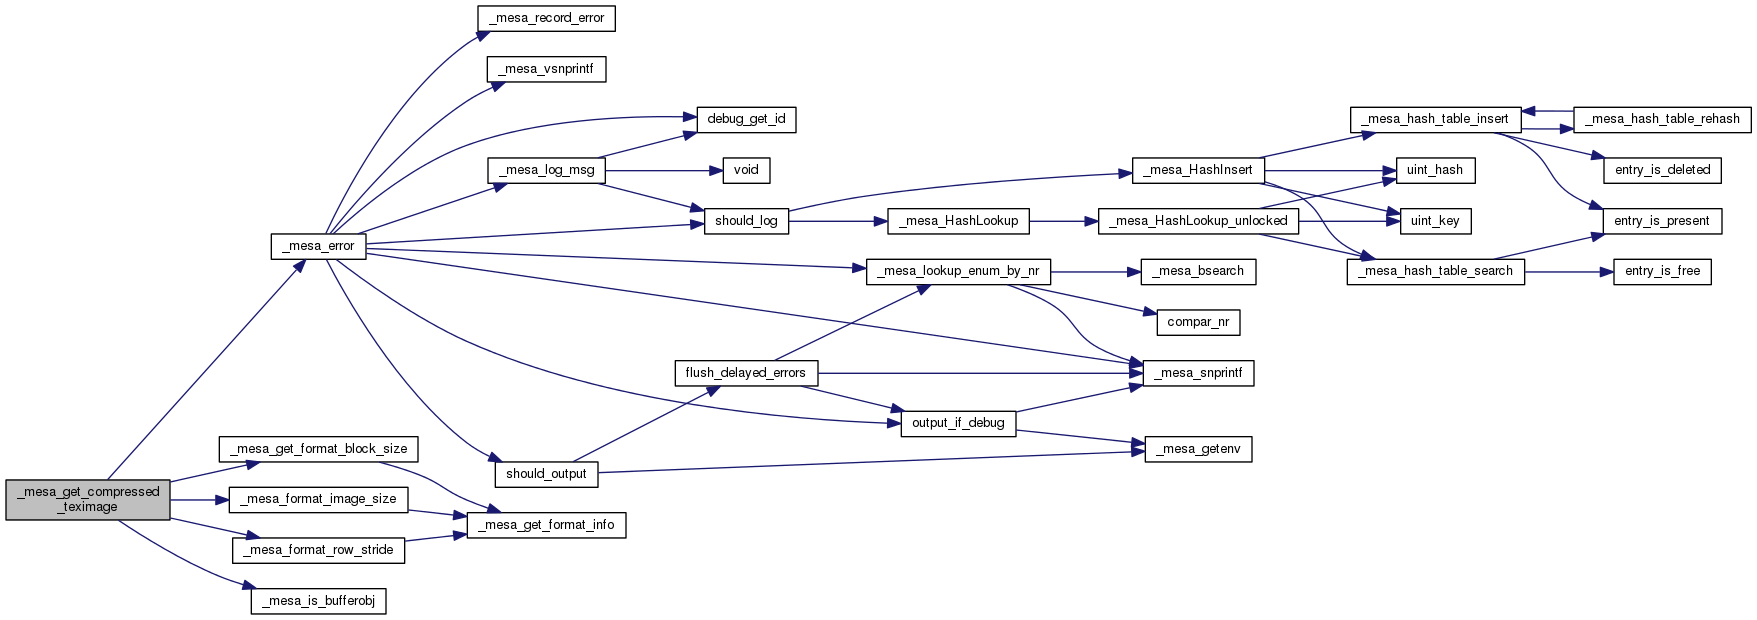 _mesa_record_error
_mesa_vsnprintf
debug_get_id
_mesa_hash_table_insert
_mesa_hash_table_rehash
_mesa_log_msg
void
_mesa_HashInsert
uint_hash
entry_is_deleted
should_log
_mesa_HashLookup
_mesa_HashLookup_unlocked
uint_key
entry_is_present
_mesa_error
_mesa_lookup_enum_by_nr
_mesa_bsearch
_mesa_hash_table_search
entry_is_free
compar_nr
flush_delayed_errors
_mesa_snprintf
output_if_debug
_mesa_get_format_block_size
_mesa_getenv
should_output
_mesa_get_compressed
_teximage
_mesa_format_image_size
_mesa_get_format_info
_mesa_format_row_stride
_mesa_is_bufferobj